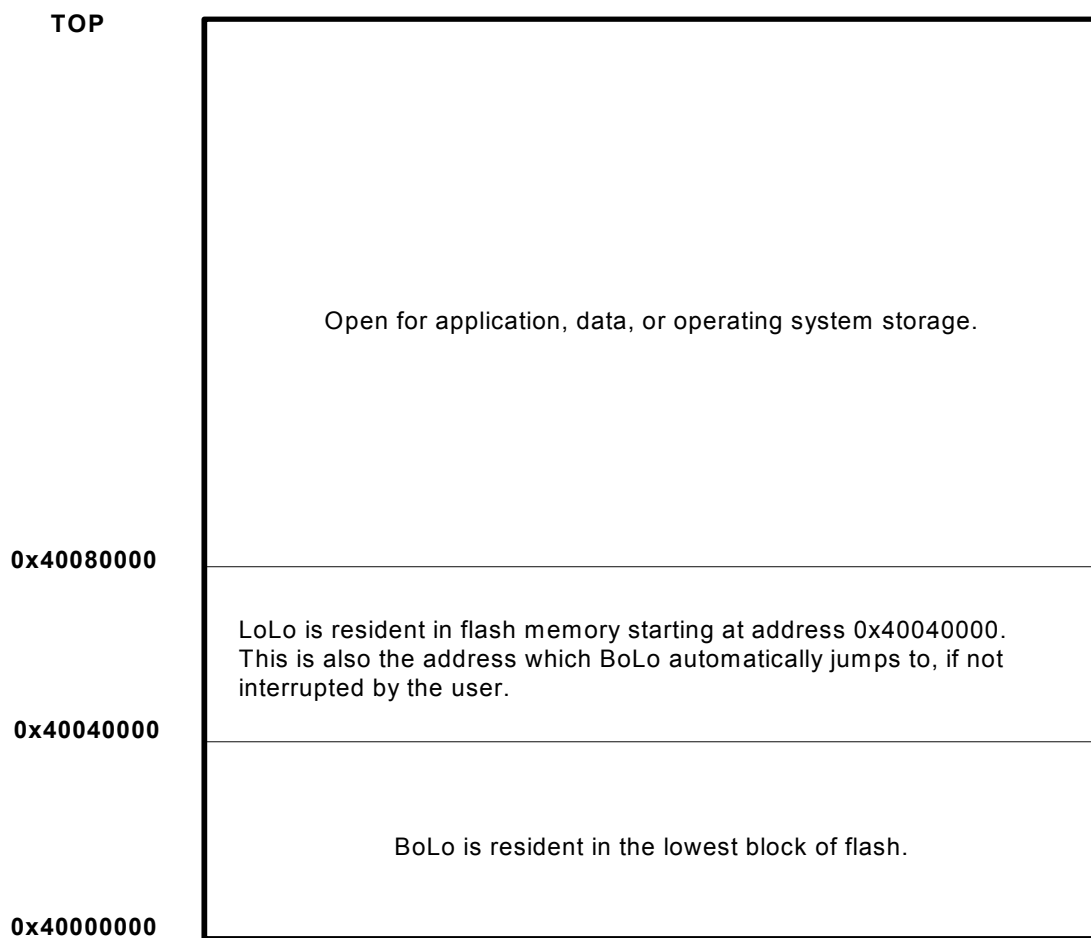 TOP
Open for application, data, or operating system storage.
0x40080000
LoLo is resident in flash memory starting at address 0x40040000.
This is also the address which BoLo automatically jumps to, if not
interrupted by the user.
0x40040000
BoLo is resident in the lowest block of flash.
0x40000000